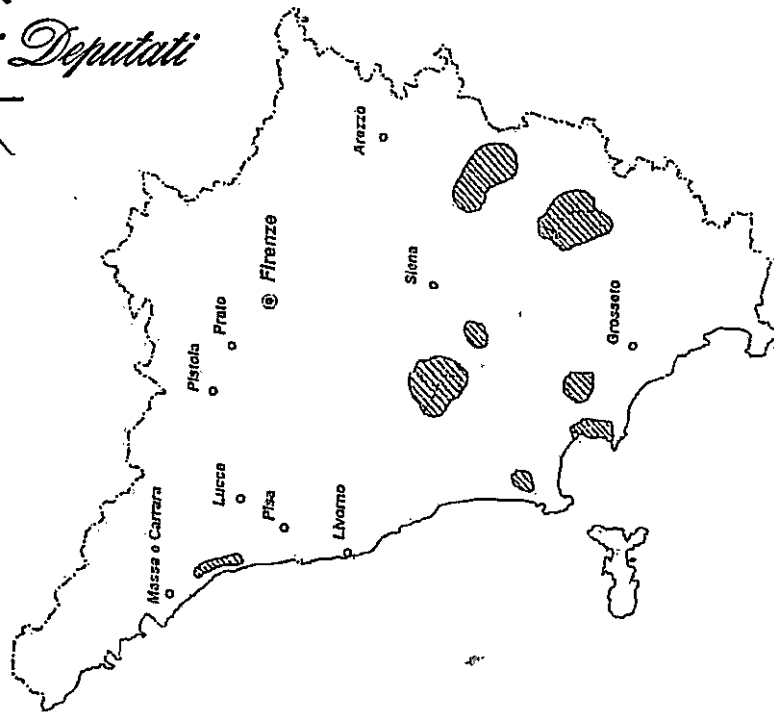 Deputati
Massa e Carrara
Lucca
Pisa
Livorno
Pistoia
Prato
Firenze
Arezzo
Siena
Grosseto